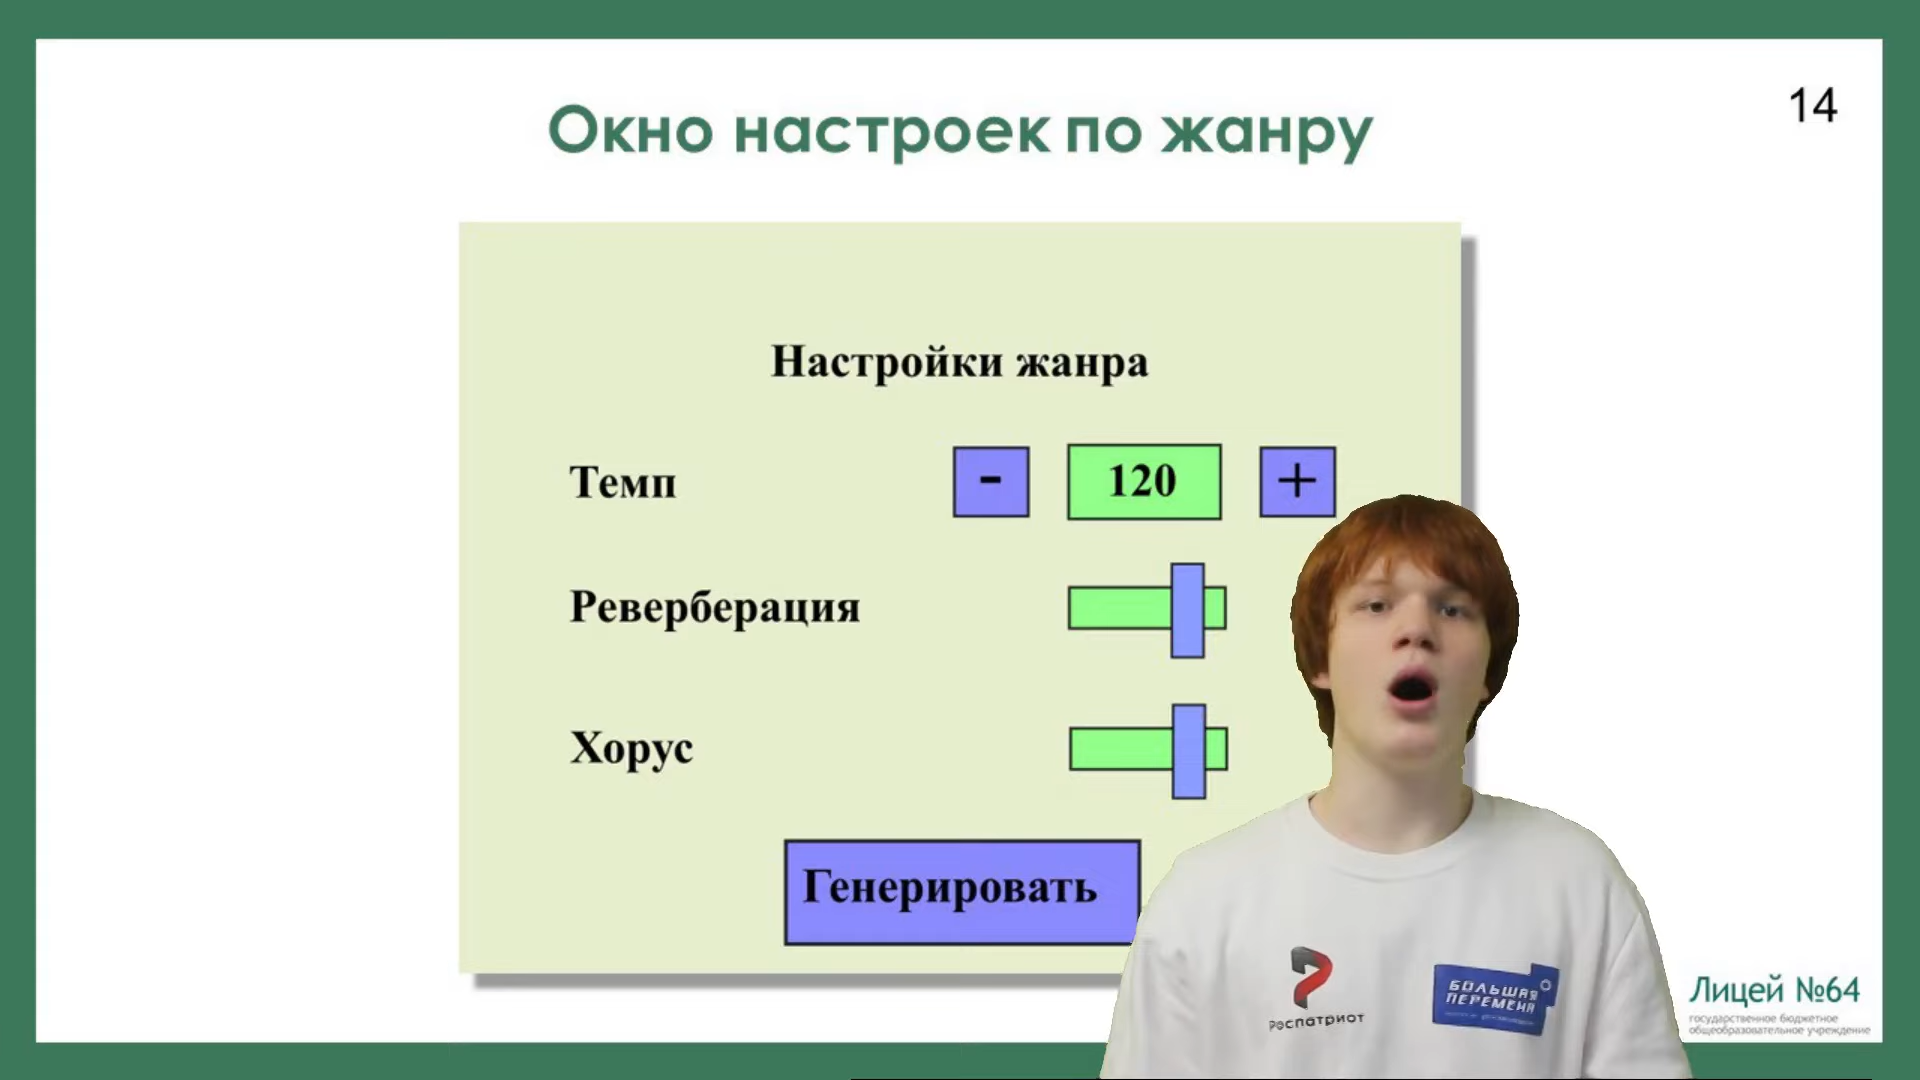 Окно настроек по жанру
14
Настройки жанра
Темп
-
120
+
Реверберация
Хорус
Генерировать
Роспатриот
БОЛЬШАЯ
ПЕРЕМЕНА
Лицей №64
государственное бюджетное
общеобразовательное учреждение